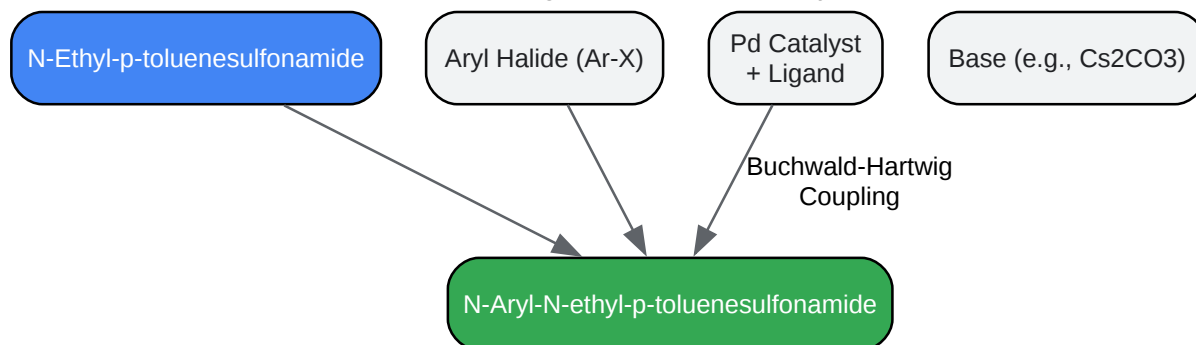 N-Ethyl-p-toluenesulfonamide
Aryl Halide (Ar-X)
Pd Catalyst
+ Ligand
Base (e.g., Cs2CO3)
Buchwald-Hartwig
Coupling
N-Aryl-N-ethyl-p-toluenesulfonamide